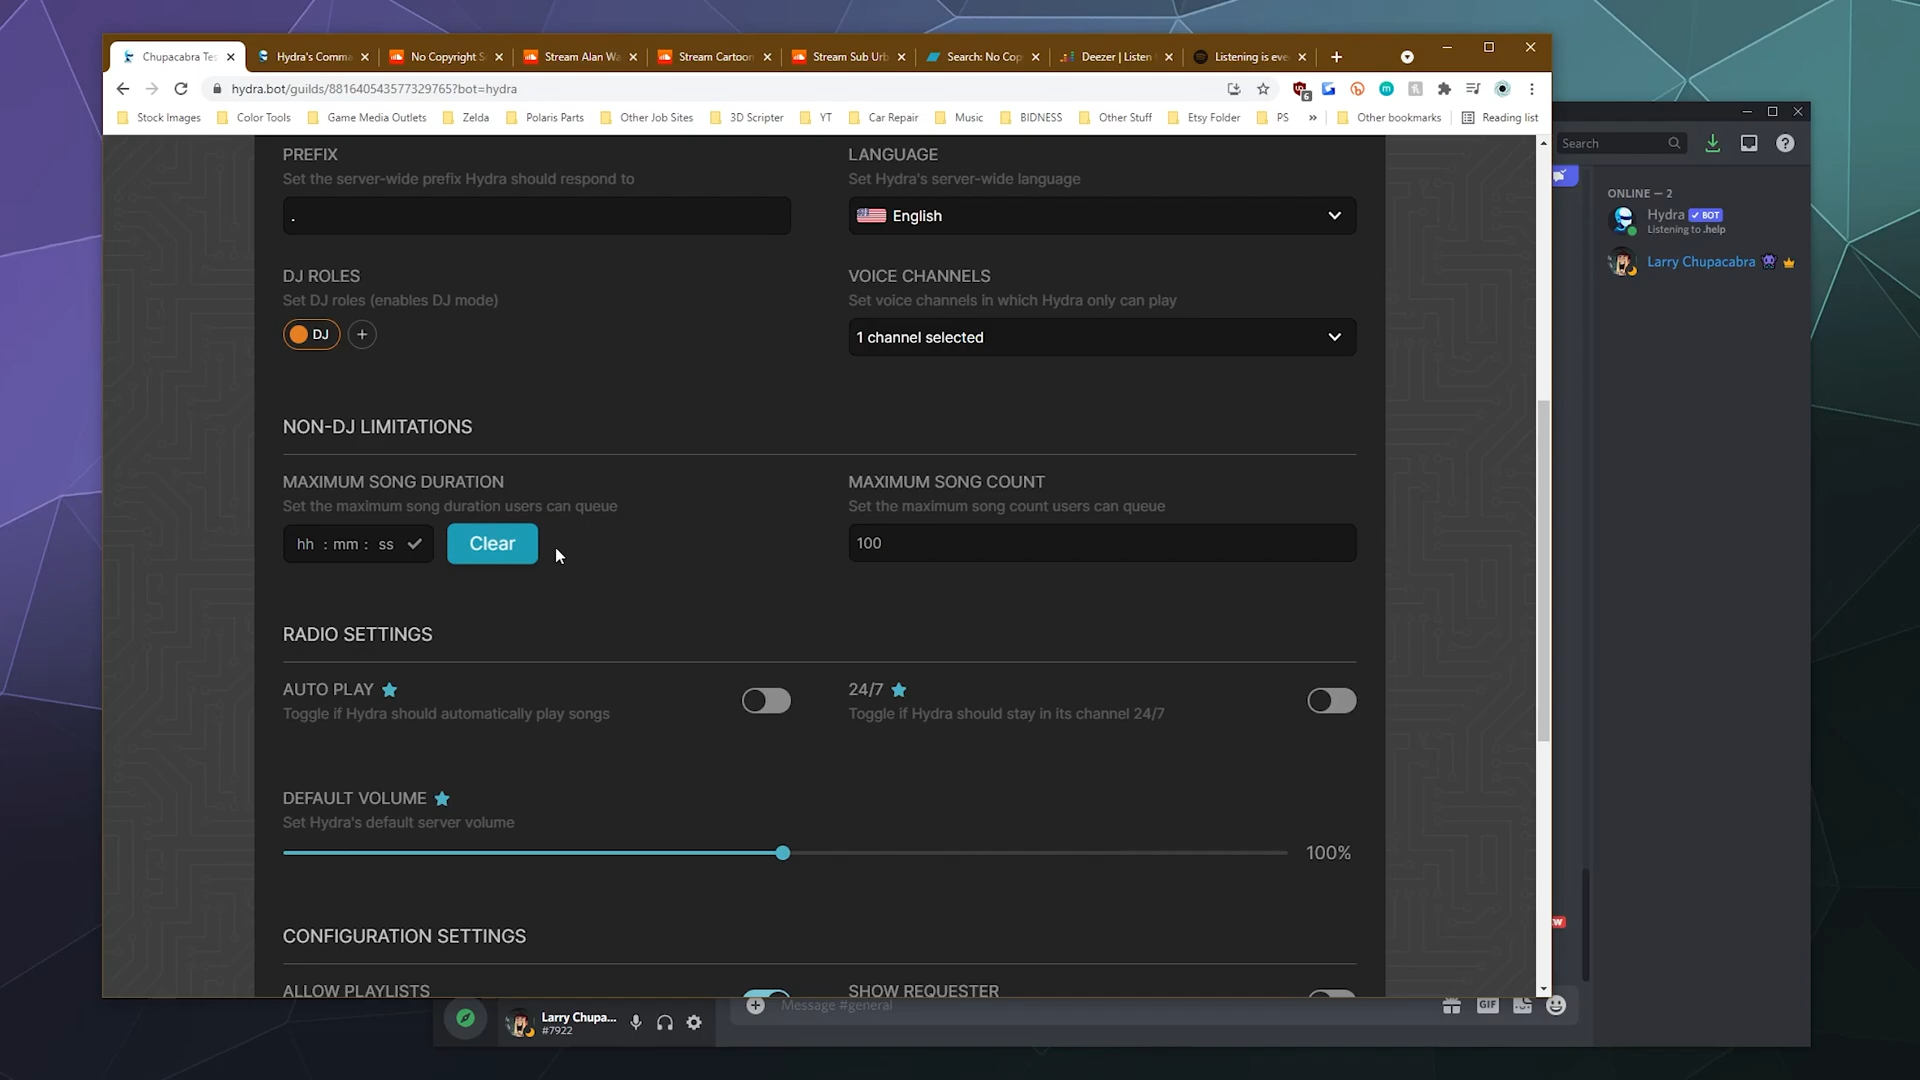 Chupacabra Tes
Hydra's Comma
No Copyright S
Stream Alan Wa
Stream Cartoon
Stream Sub Urb
Search: No Cop
Deezer | Listen
Listening is eve
hydra.bot/guilds/881640543577329765?bot=hydra
6
Stock Images
Color Tools
Game Media Outlets
Zelda
Polaris Parts
Other Job Sites
3D Scripter
YT
Car Repair
Music
BIDNESS
Other Stuff
Etsy Folder
PS
»
Other bookmarks
Reading list
Search
PREFIX
Set the server-wide prefix Hydra should respond to
.
LANGUAGE
Set Hydra's server-wide language
English
DJ ROLES
Set DJ roles (enables DJ mode)
DJ
+
VOICE CHANNELS
Set voice channels in which Hydra only can play
1 channel selected
NON-DJ LIMITATIONS
MAXIMUM SONG DURATION
Set the maximum song duration users can queue
hh : mm : ss
Clear
MAXIMUM SONG COUNT
Set the maximum song count users can queue
100
RADIO SETTINGS
AUTO PLAY
Toggle if Hydra should automatically play songs
24/7
Toggle if Hydra should stay in its channel 24/7
DEFAULT VOLUME
Set Hydra's default server volume
100%
CONFIGURATION SETTINGS
ALLOW PLAYLISTS
SHOW REQUESTER
ONLINE — 2
Hydra
BOT
Listening to .help
Larry Chupacabra
Larry Chupa...
#7922
Message #general
GIF